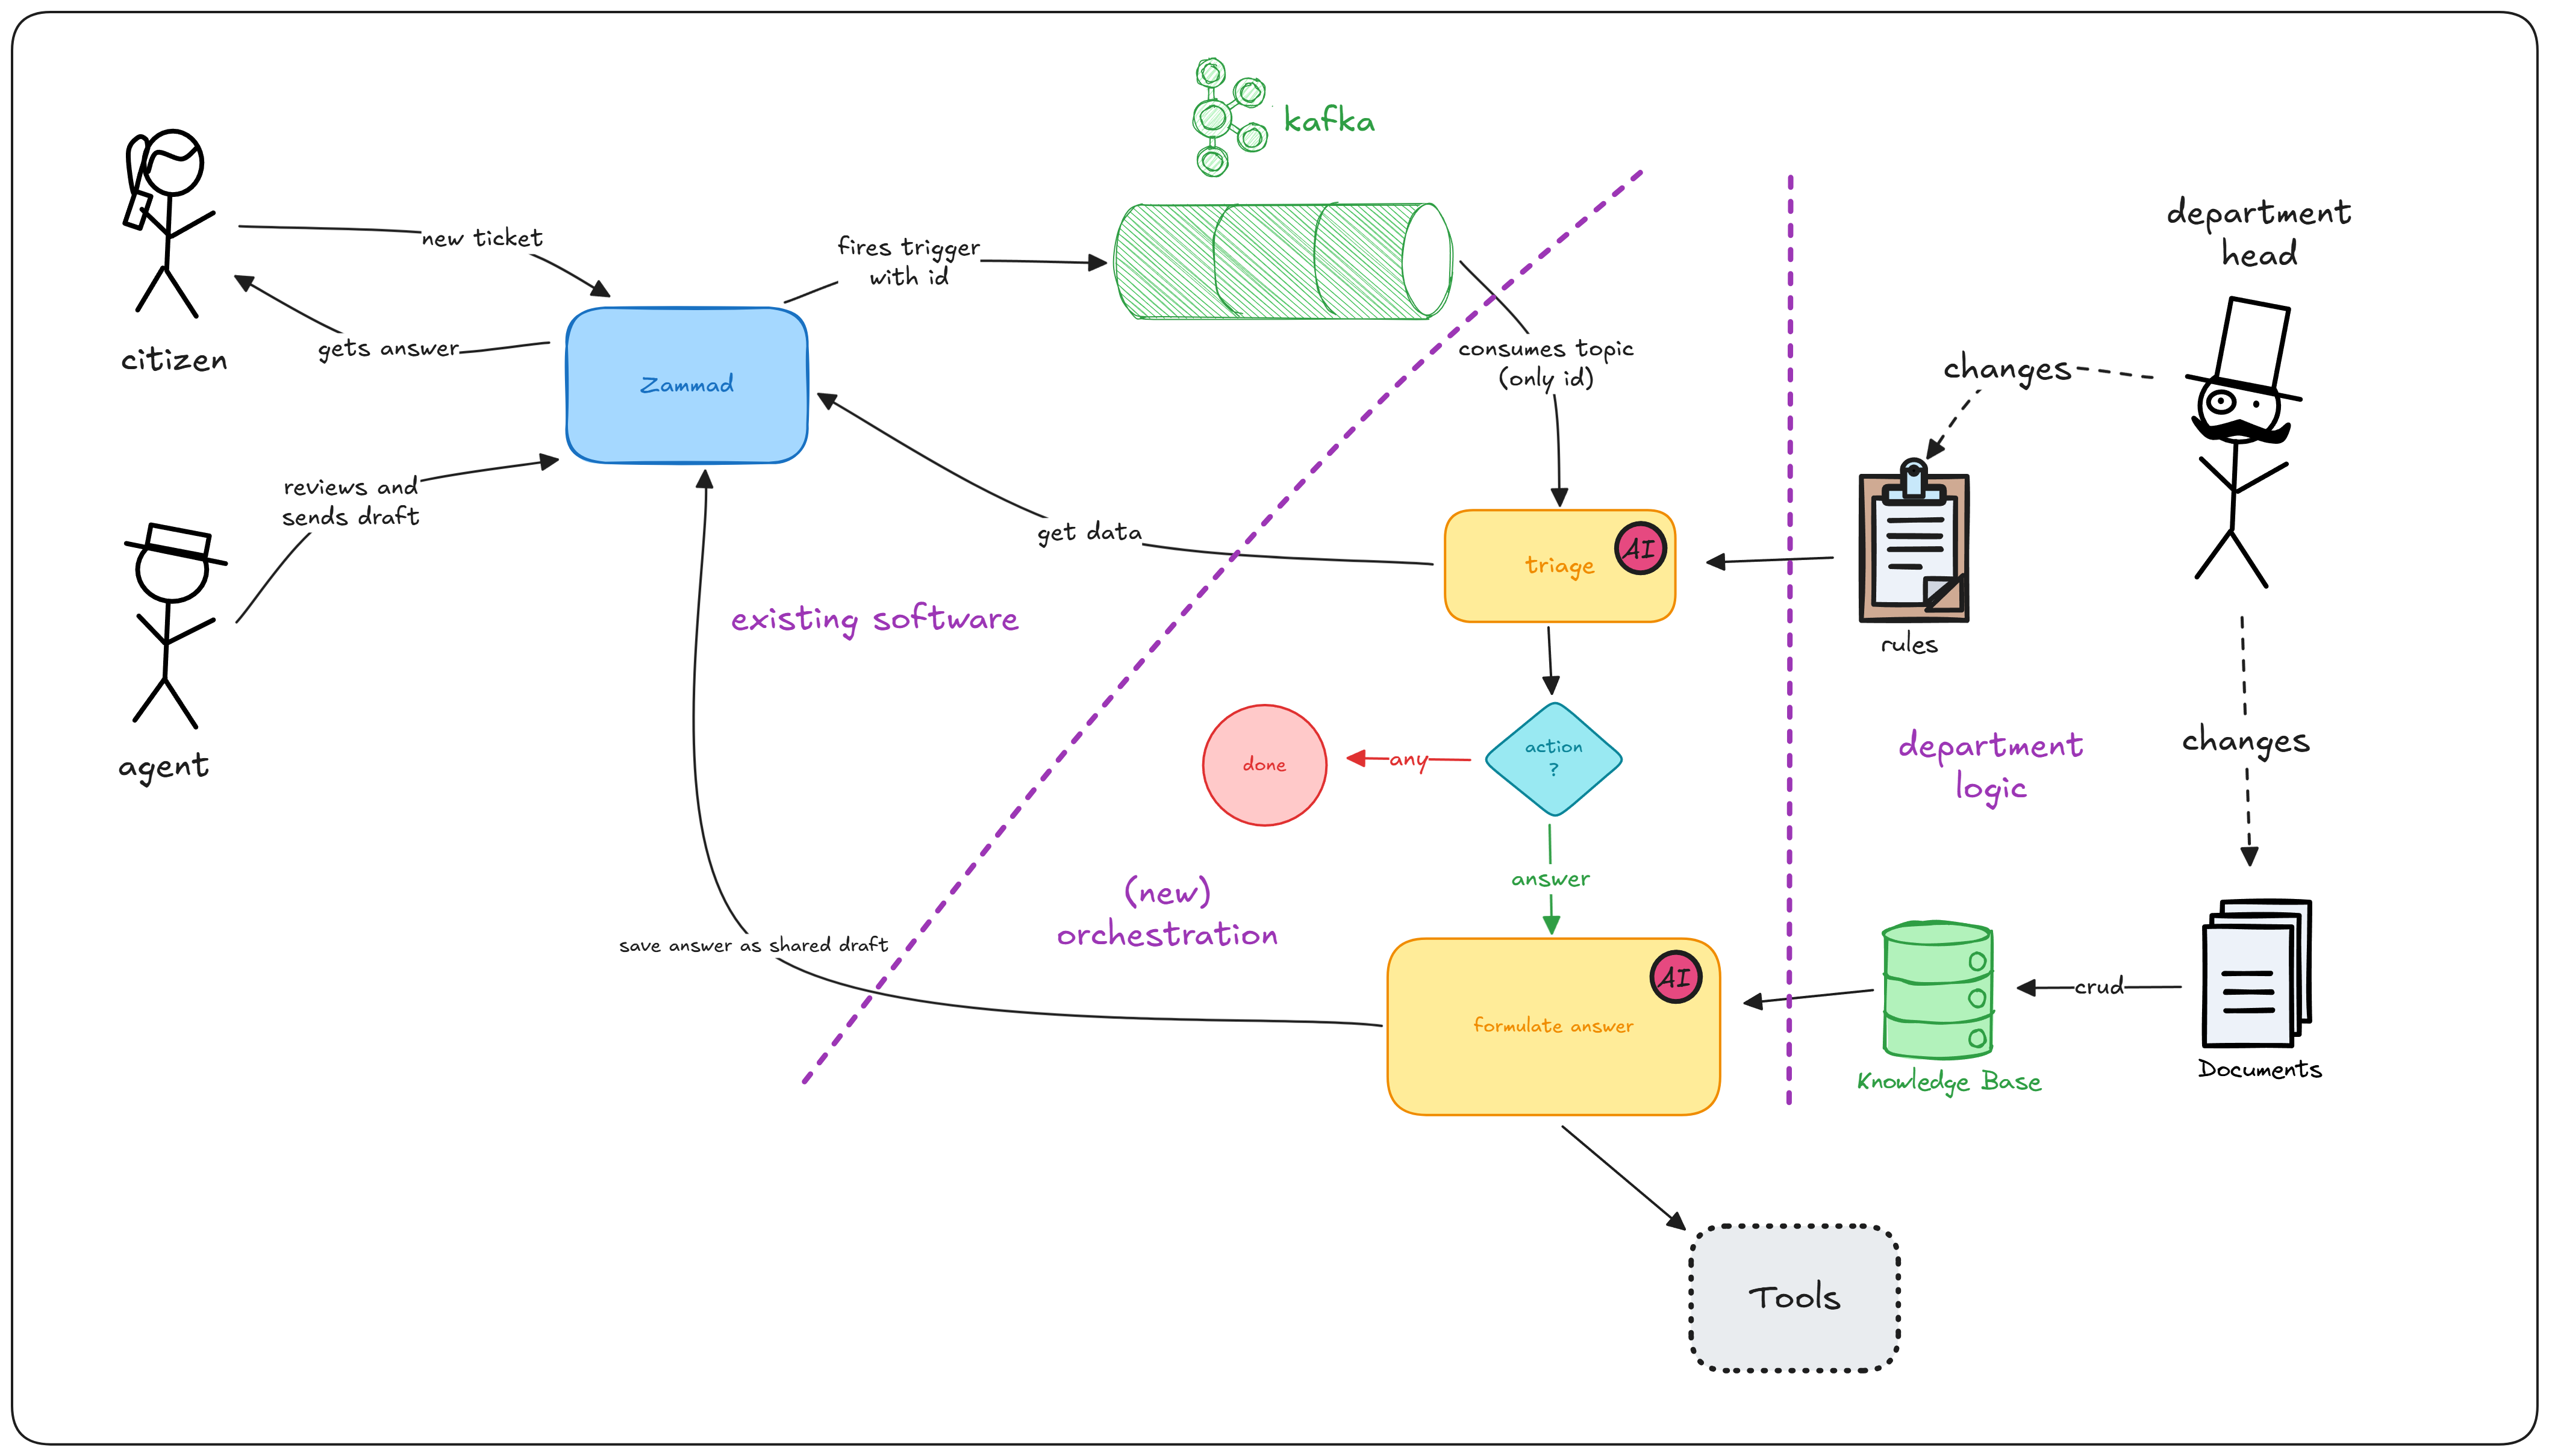 kafka
department
head
new ticket
fires trigger
with id
gets answer
citizen
Zammad
consumes topic
(only id)
changes
reviews and
sends draft
get data
triage
AI
existing software
rules
agent
done
any
action
?
department
logic
changes
answer
(new)
orchestration
save answer as shared draft
AI
formulate answer
crud
Knowledge Base
Documents
Tools